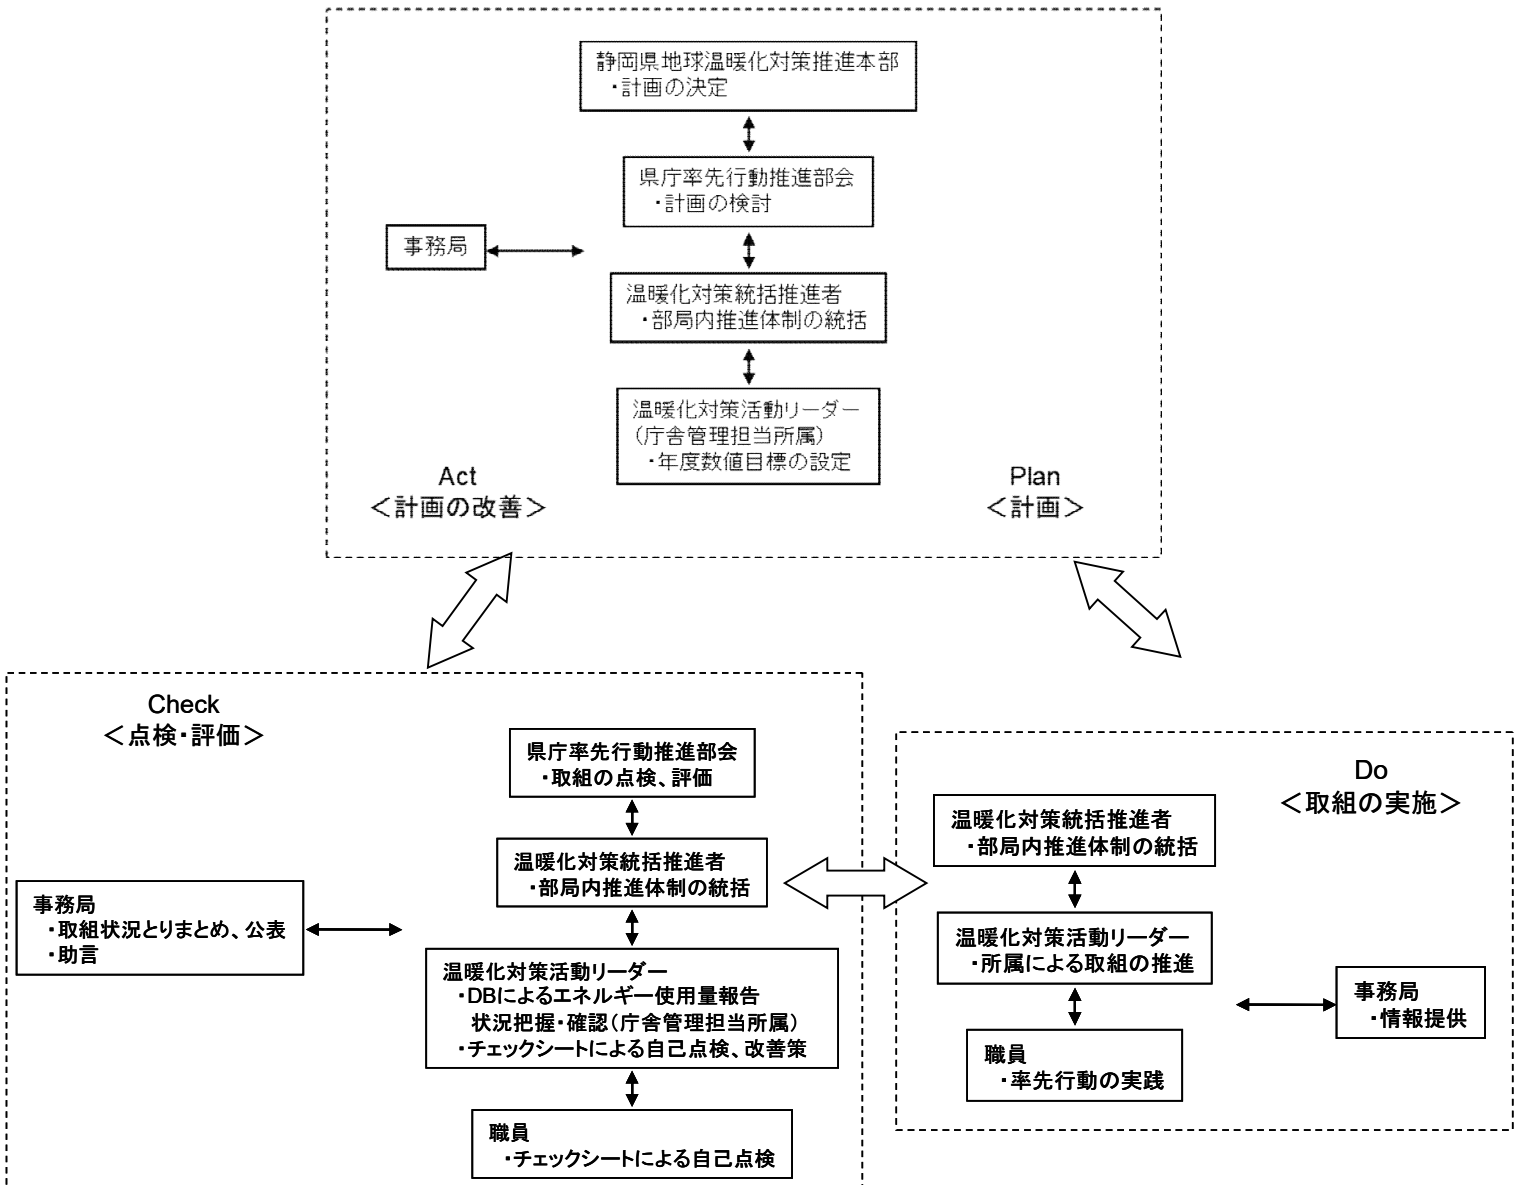 静岡県地球温暖化対策推進本部
・計画の決定
県庁率先行動推進部会
・計画の検討
事務局
温暖化対策統括推進者
・部局内推進体制の統括
温暖化対策活動リーダー
（庁舎管理担当所属）
・年度数値目標の設定
Act
＜計画の改善＞
Plan
＜計画＞
Check
＜点検・評価＞
県庁率先行動推進部会
・取組の点検、評価
温暖化対策統括推進者
・部局内推進体制の統括
事務局
・取組状況とりまとめ、公表
・助言
温暖化対策活動リーダー
・DBによるエネルギー使用量報告
状況把握・確認（庁舎管理担当所属）
・チェックシートによる自己点検、改善策
職員
・チェックシートによる自己点検
Do
＜取組の実施＞
温暖化対策統括推進者
・部局内推進体制の統括
温暖化対策活動リーダー
・所属による取組の推進
事務局
・情報提供
職員
・率先行動の実践